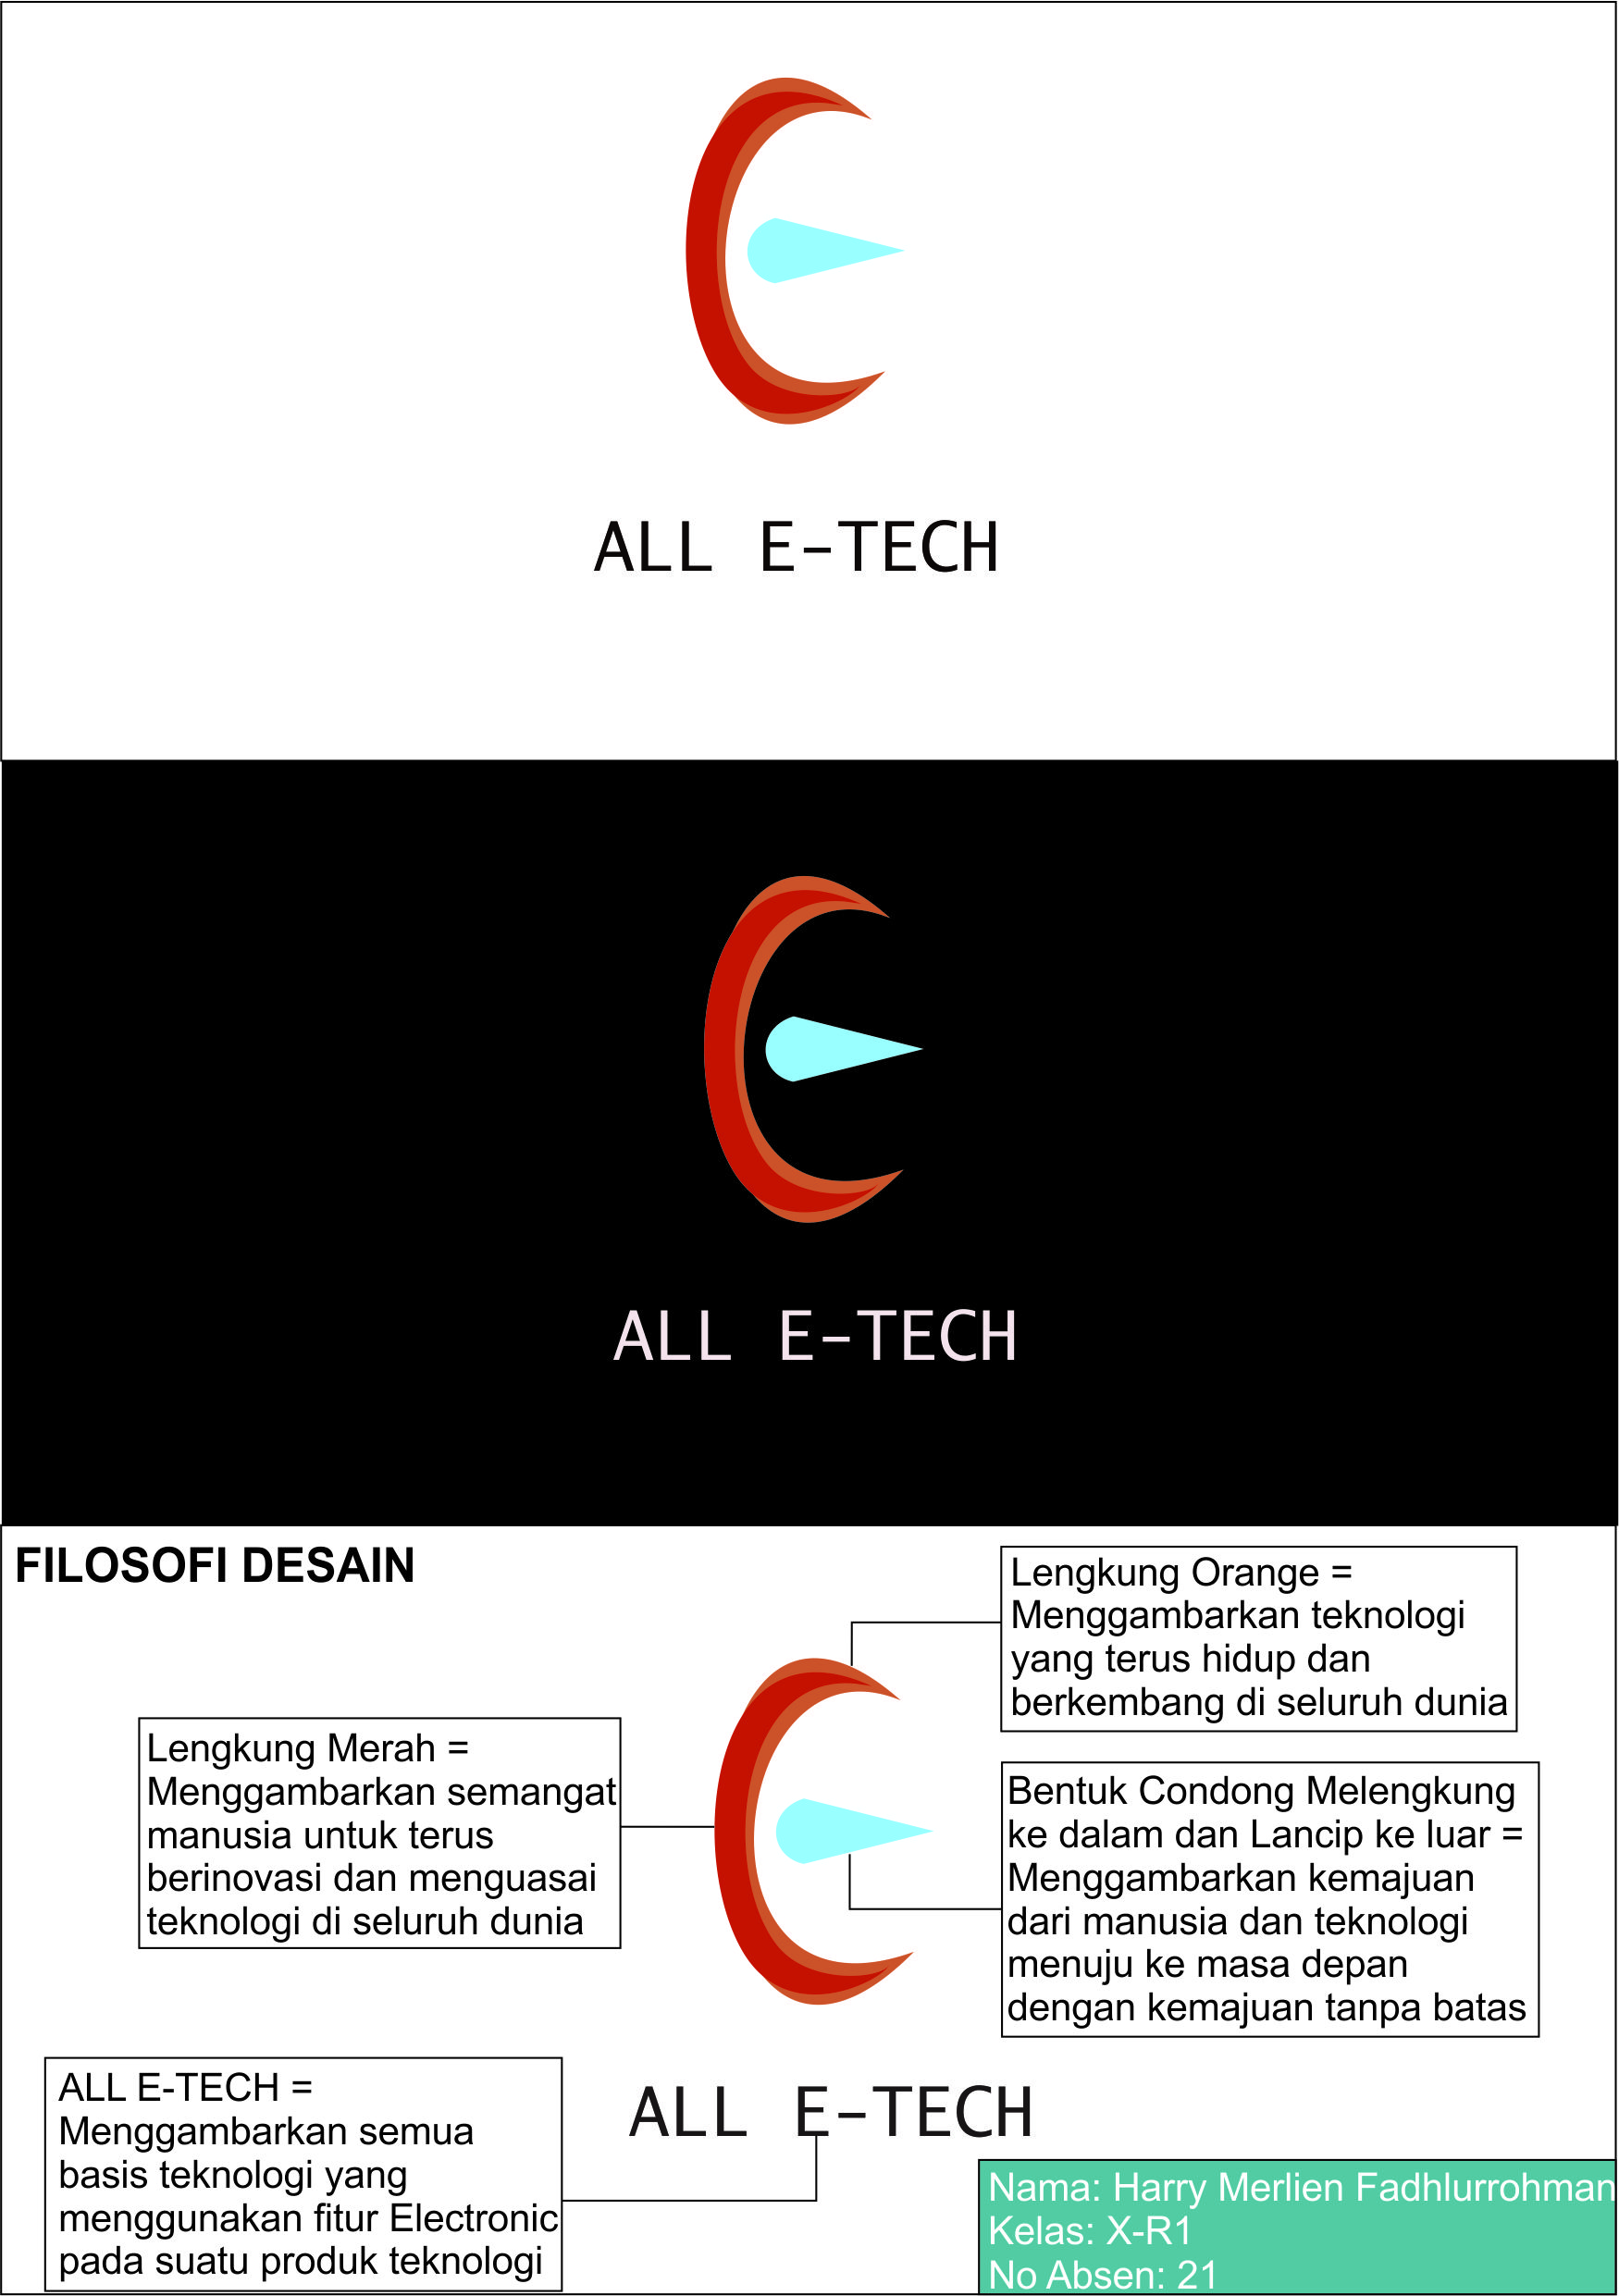 ALL E-TECH
ALL E-TECH
FILOSOFI DESAIN
Lengkung Orange =
Menggambarkan teknologi
yang terus hidup dan
berkembang di seluruh dunia
Lengkung Merah =
Menggambarkan semangat
manusia untuk terus
berinovasi dan menguasai
teknologi di seluruh dunia
Bentuk Condong Melengkung
ke dalam dan Lancip ke luar =
Menggambarkan kemajuan
dari manusia dan teknologi
menuju ke masa depan
dengan kemajuan tanpa batas
ALL E-TECH =
Menggambarkan semua
basis teknologi yang
menggunakan fitur Electronic
pada suatu produk teknologi
ALL E-TECH
Nama: Harry Merlien Fadhlurrohman
Kelas: X-R1
No Absen: 21